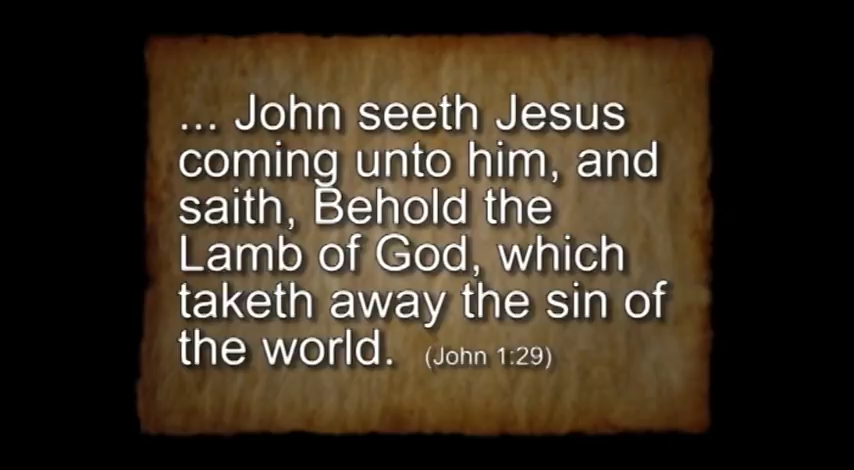 ... John seeth Jesus
coming unto him, and
saith, Behold the
Lamb of God, which
taketh away the sin of
the world. (John 1:29)